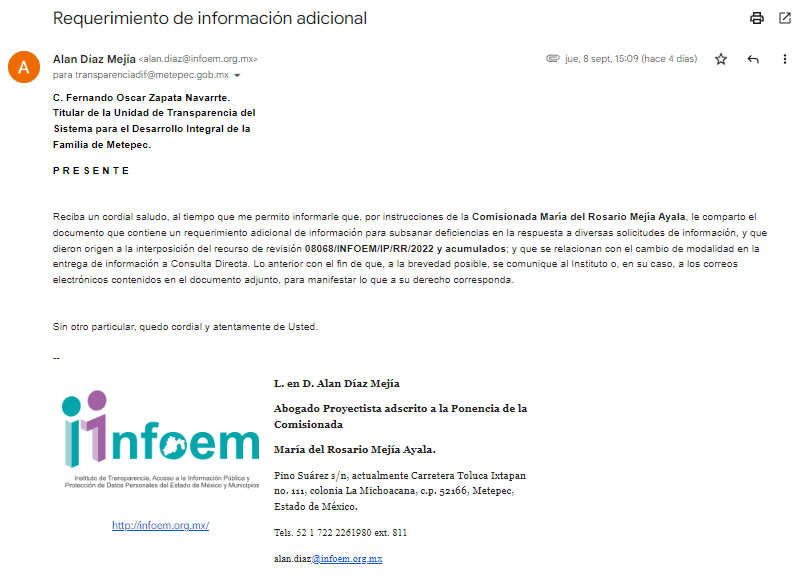 Requerimiento de información adicional
A
Alan Díaz Mejía <alan.diaz@infoem.org.mx>
jue, 8 sept, 15:09 (hace 4 días)
para transparenciadif@metepec.gob.mx
C. Fernando Oscar Zapata Navarrte.
Titular de la Unidad de Transparencia del
Sistema para el Desarrollo Integral de la
Familia de Metepec.
P R E S E N T E
Reciba un cordial saludo, al tiempo que me permito informarle que, por instrucciones de la Comisionada María del Rosario Mejía Ayala, le comparto el
documento que contiene un requerimiento adicional de información para subsanar deficiencias en la respuesta a diversas solicitudes de información, y que
dieron origen a la interposición del recurso de revisión 08068/INFOEM/IP/RR/2022 y acumulados; y que se relacionan con el cambio de modalidad en la
entrega de información a Consulta Directa. Lo anterior con el fin de que, a la brevedad posible, se comunique al Instituto o, en su caso, a los correos
electrónicos contenidos en el documento adjunto, para manifestar lo que a su derecho corresponda.
Sin otro particular, quedo cordial y atentamente de Usted.
--
infoem
Instituto de Transparencia, Acceso a la Información Pública y
Protección de Datos Personales del Estado de México y Municipios
http://infoem.org.mx/
L. en D. Alan Díaz Mejía
Abogado Proyectista adscrito a la Ponencia de la
Comisionada
María del Rosario Mejía Ayala.
Pino Suárez s/n, actualmente Carretera Toluca Ixtapan
no. 111, colonia La Michoacana, c.p. 52166, Metepec,
Estado de México.
Tels. 52 1 722 2261980 ext. 811
alan.diaz@infoem.org.mx